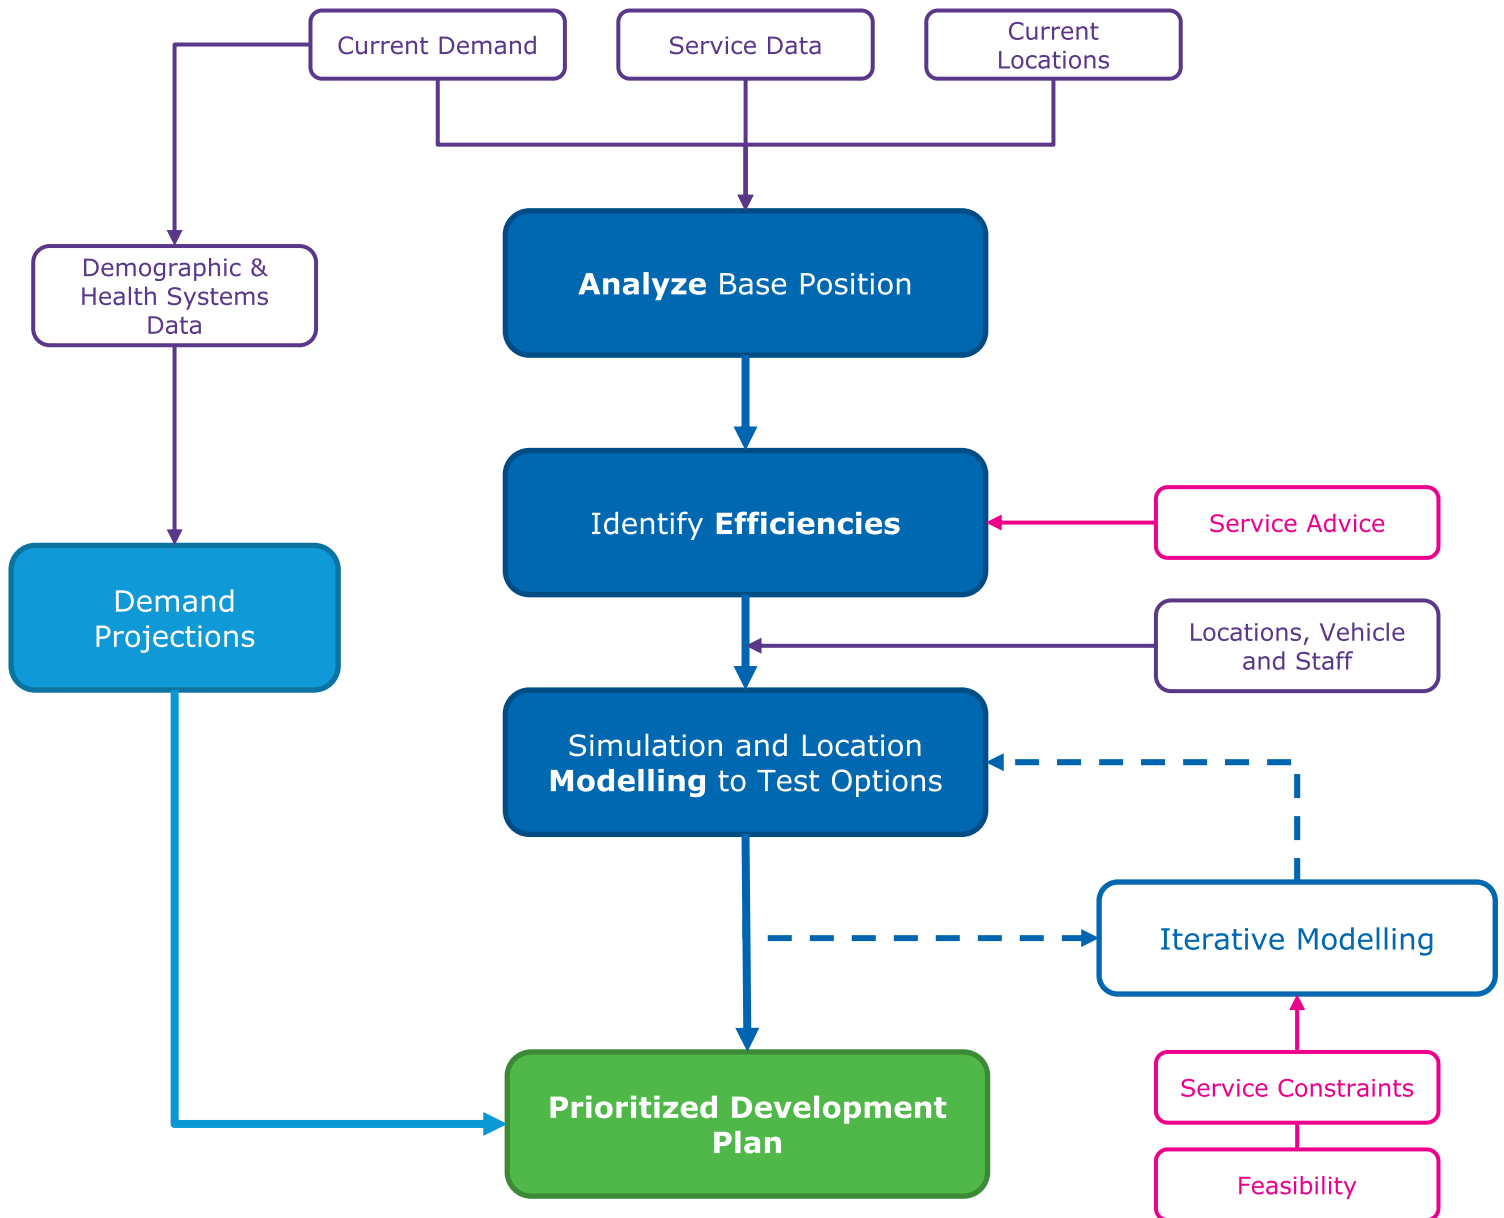 Current Demand
Service Data
Current
Locations
Analyze Base Position
Demographic &
Health Systems
Data
Identify Efficiencies
Service Advice
Demand
Projections
Locations, Vehicle
and Staff
Simulation and Location
Modelling to Test Options
Iterative Modelling
Prioritized Development
Plan
Service Constraints
Feasibility